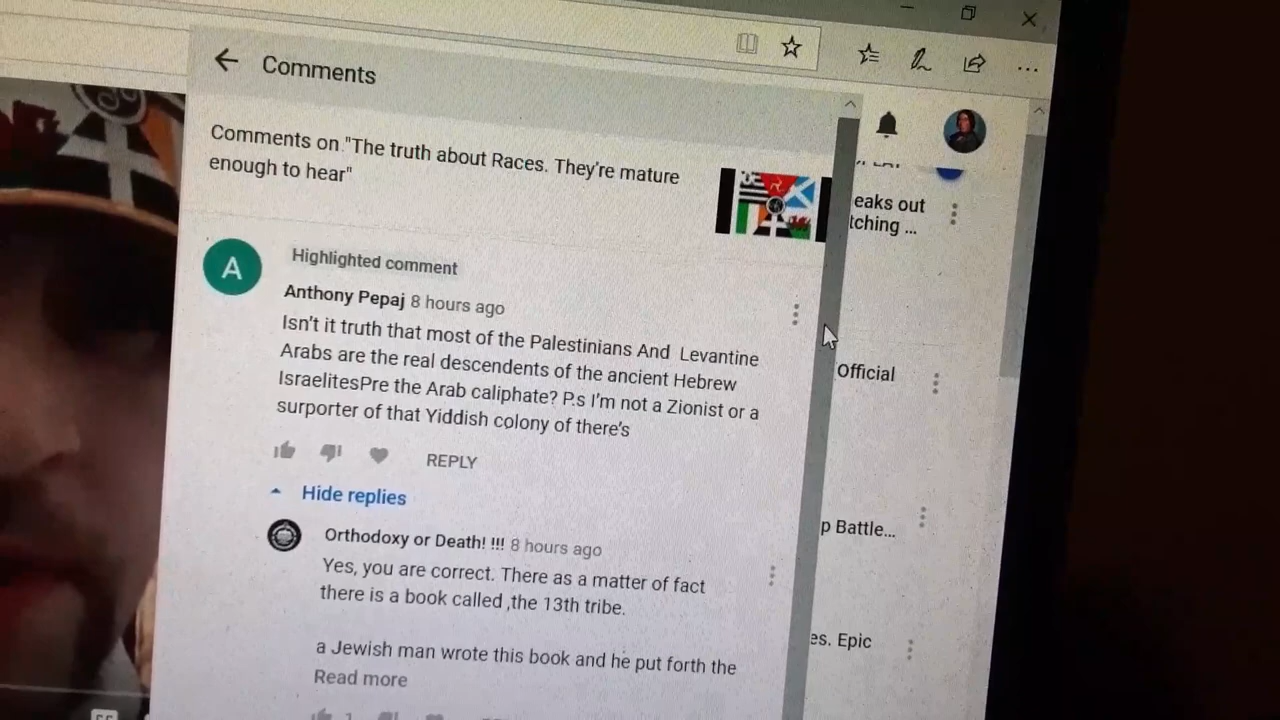 Comments
Comments on."The truth about Races. They're mature
enough to hear"
eaks out
tching ...
Highlighted comment
A
Anthony Pepaj 8 hours ago
Isn't it truth that most of the Palestinians And Levantine
Arabs are the real descendents of the ancient Hebrew
IsraelitesPre the Arab caliphate? P.s I'm not a Zionist or a
surporter of that Yiddish colony of there's
Official
REPLY
Hide replies
Orthodoxy or Death! !!! 8 hours ago
Yes, you are correct. There as a matter of fact
there is a book called ,the 13th tribe.
p Battle...
a Jewish man wrote this book and he put forth the
Read more
es. Epic
1